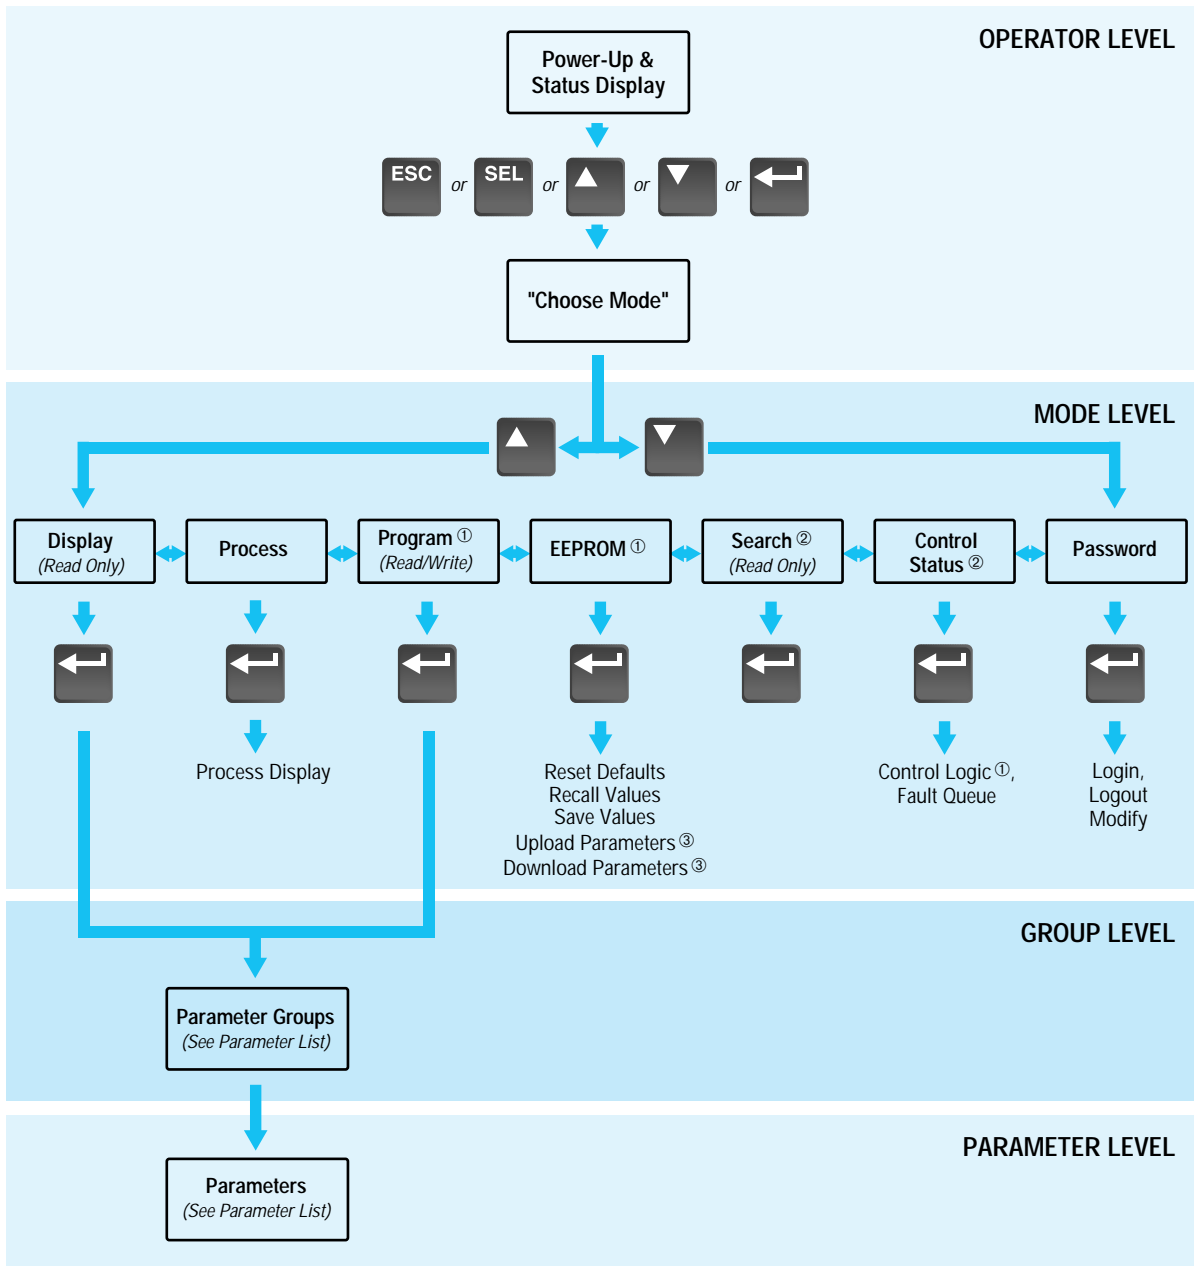 OPERATOR LEVEL
Power-Up &
Status Display
ESC or SEL or or or
"Choose Mode"
MODE LEVEL
Display
(Read Only)
Process
Program ①
(Read/Write)
EEPROM ①
Search ②
(Read Only)
Control
Status ②
Password
Process Display
Reset Defaults
Recall Values
Save Values
Upload Parameters ③
Download Parameters ③
Control Logic ①,
Fault Queue
Login,
Logout
Modify
GROUP LEVEL
Parameter Groups
(See Parameter List)
PARAMETER LEVEL
Parameters
(See Parameter List)